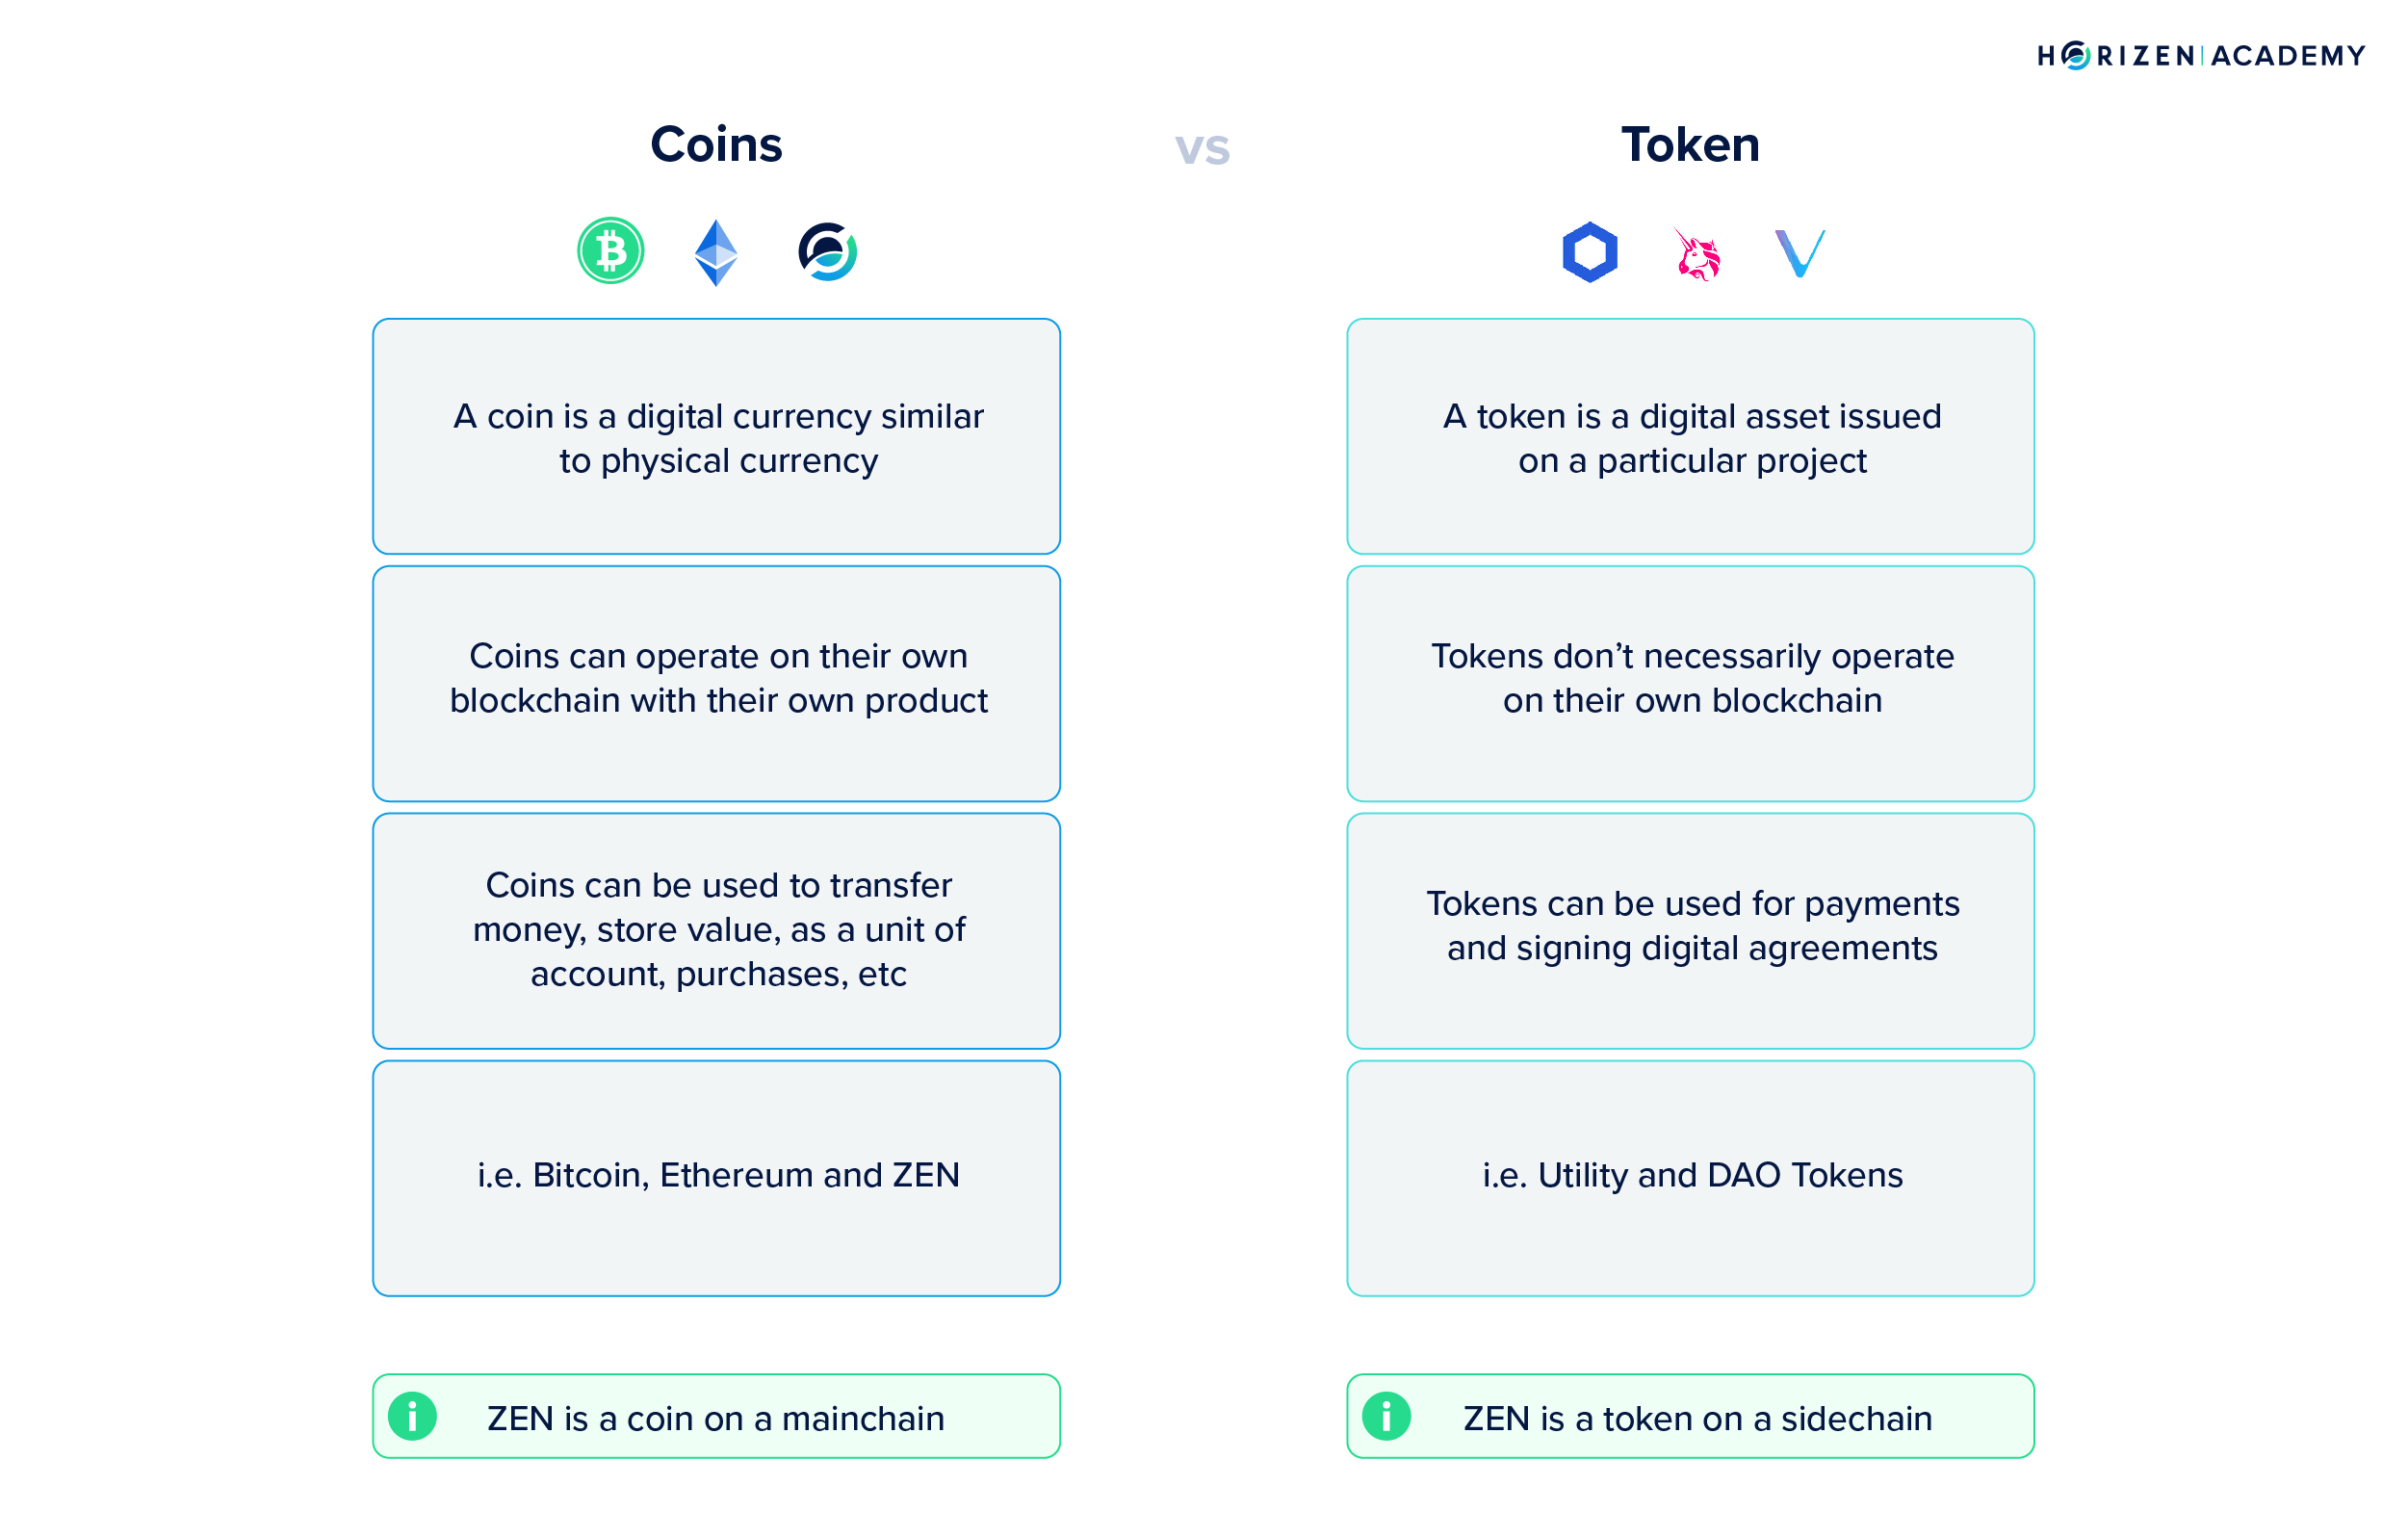 HORIZEN | ACADEMY
Coins
vs
Token
A coin is a digital currency similar
to physical currency
A token is a digital asset issued
on a particular project
Coins can operate on their own
blockchain with their own product
Tokens don’t necessarily operate
on their own blockchain
Coins can be used to transfer
money, store value, as a unit of
account, purchases, etc
Tokens can be used for payments
and signing digital agreements
i.e. Bitcoin, Ethereum and ZEN
i.e. Utility and DAO Tokens
ZEN is a coin on a mainchain
ZEN is a token on a sidechain